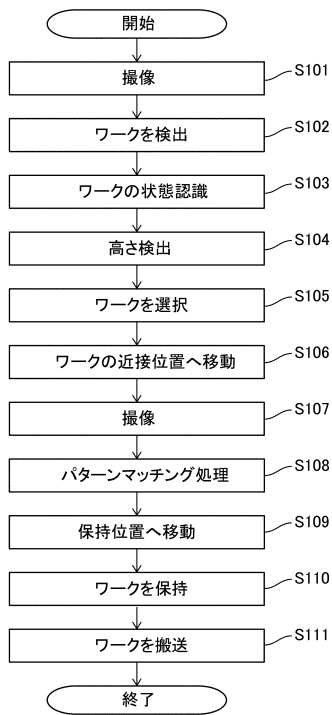 開始
撮像 S101
ワークを検出 S102
ワークの状態認識 S103
高さ検出 S104
ワークを選択 S105
ワークの近接位置へ移動 S106
撮像 S107
パターンマッチング処理 S108
保持位置へ移動 S109
ワークを保持 S110
ワークを搬送 S111
終了